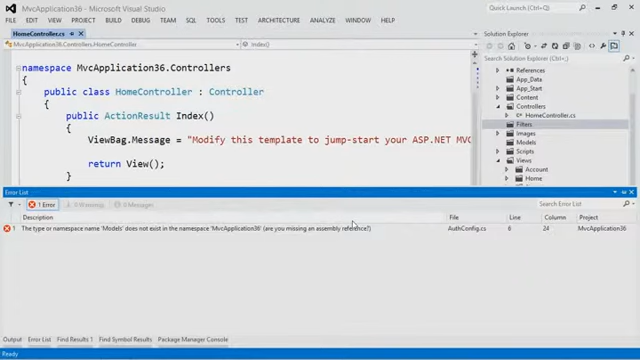 MvcApplication36 - Microsoft Visual Studio
Quick Launch (Ctrl+Q)
FILE EDIT VIEW PROJECT BUILD DEBUG TEAM SQL TOOLS TEST ARCHITECTURE ANALYZE WINDOW
HomeController.cs
MvcApplication36.Controllers.HomeController
Index()
namespace MvcApplication36.Controllers
{
public class HomeController : Controller
{
public ActionResult Index()
{
ViewBag.Message = "Modify this template to jump-start your ASP.NET MVC
return View();
}
Solution Explorer
Search Solution Explorer
References
App_Data
App_Start
Content
Controllers
HomeController.cs
Filters
Images
Models
Scripts
Views
Account
Home
Error List
1 Error
0 Warnings
0 Messages
Search Error List
Description File Line Column Project
1 The type or namespace name 'Models' does not exist in the namespace 'MvcApplication36' (are you missing an assembly reference?) AuthConfig.cs 6 24 MvcApplication36
Output Error List Find Results 1 Find Symbol Results Package Manager Console
Ready